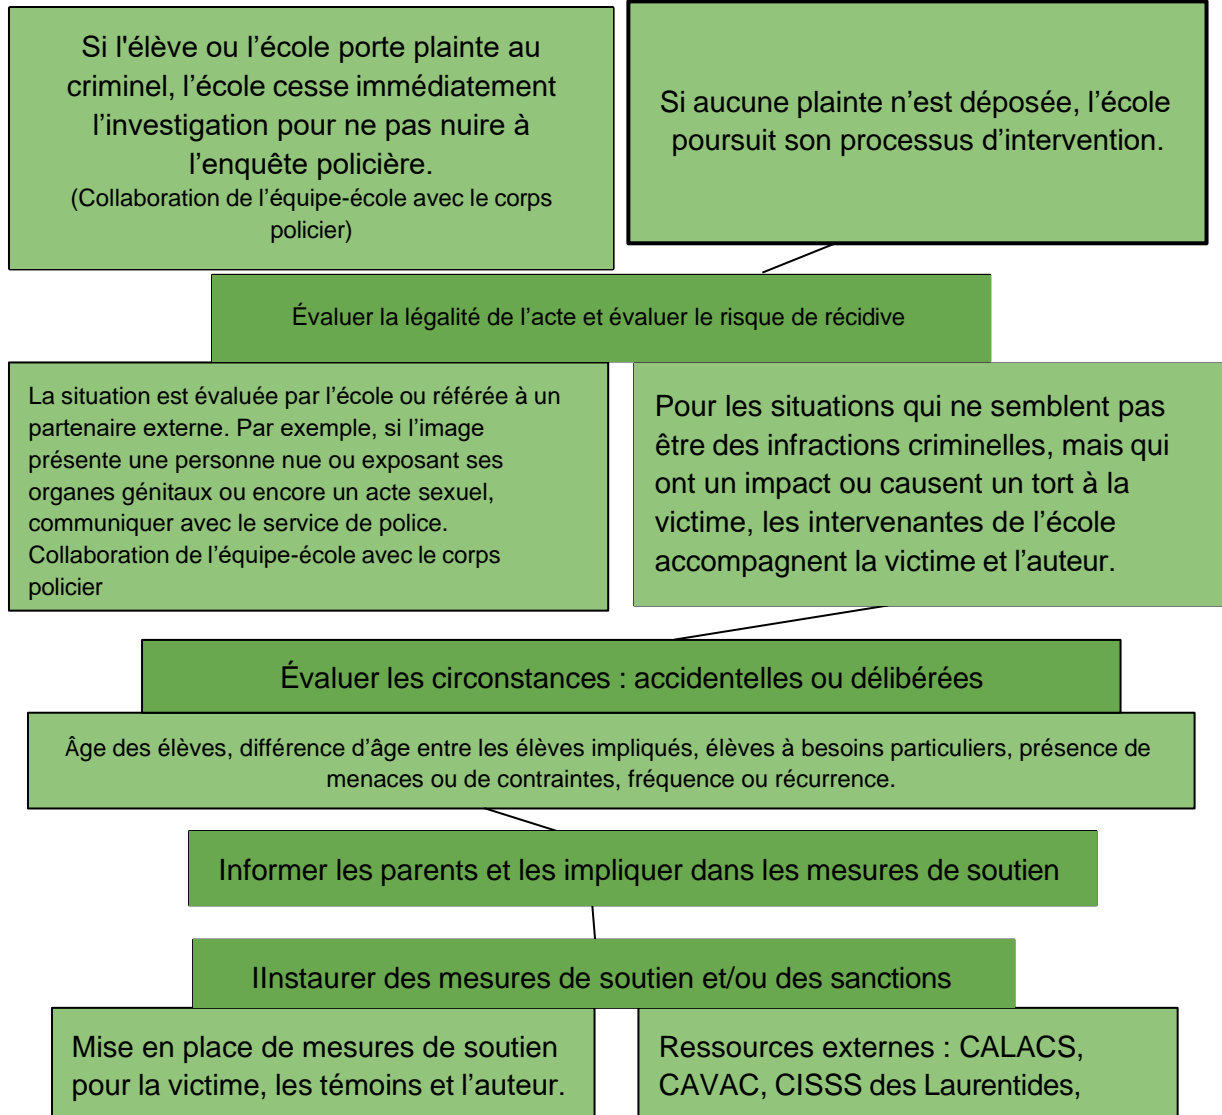 Si l'élève ou l’école porte plainte au
criminel, l’école cesse immédiatement
l’investigation pour ne pas nuire à
l’enquête policière.
(Collaboration de l’équipe-école avec le corps
policier)
Si aucune plainte n’est déposée, l’école
poursuit son processus d’intervention.
Évaluer la légalité de l’acte et évaluer le risque de récidive
La situation est évaluée par l’école ou référée à un
partenaire externe. Par exemple, si l’image
présente une personne nue ou exposant ses
organes génitaux ou encore un acte sexuel,
communiquer avec le service de police.
Collaboration de l’équipe-école avec le corps
policier
Pour les situations qui ne semblent pas
être des infractions criminelles, mais qui
ont un impact ou causent un tort à la
victime, les intervenantes de l’école
accompagnent la victime et l’auteur.
Évaluer les circonstances : accidentelles ou délibérées
Âge des élèves, différence d’âge entre les élèves impliqués, élèves à besoins particuliers, présence de
menaces ou de contraintes, fréquence ou récurrence.
Informer les parents et les impliquer dans les mesures de soutien
IInstaurer des mesures de soutien et/ou des sanctions
Mise en place de mesures de soutien
pour la victime, les témoins et l’auteur.
Ressources externes : CALACS,
CAVAC, CISSS des Laurentides,